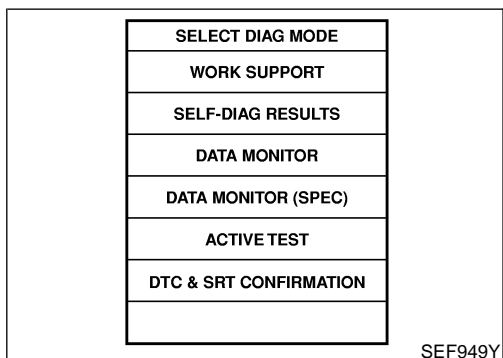 SELECT DIAG MODE
WORK SUPPORT
SELF-DIAG RESULTS
DATA MONITOR
DATA MONITOR (SPEC)
ACTIVE TEST
DTC & SRT CONFIRMATION
SEF949Y